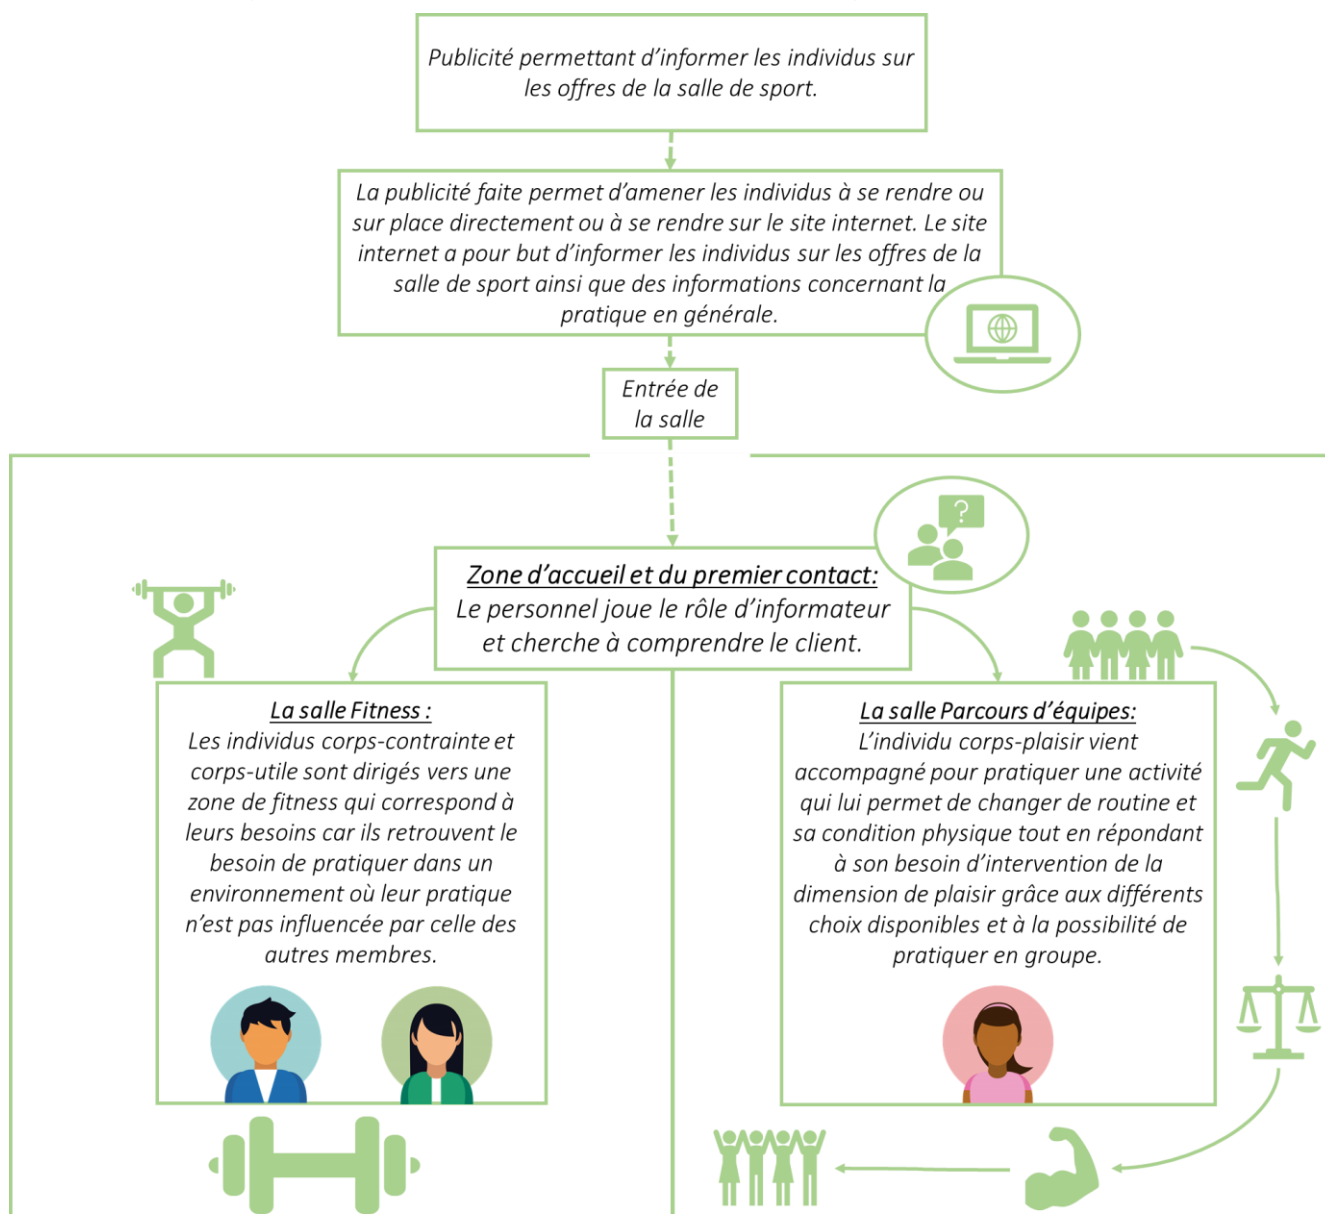 Publicité permettant d'informer les individus sur
les offres de la salle de sport.
La publicité faite permet d'amener les individus à se rendre ou
sur place directement ou à se rendre sur le site internet. Le site
internet a pour but d'informer les individus sur les offres de la
salle de sport ainsi que des informations concernant la
pratique en générale.
Entrée de
la salle
?
Zone d'accueil et du premier contact:
Le personnel joue le rôle d'informateur
et cherche à comprendre le client.
La salle Fitness :
Les individus corps-contrainte et
corps-utile sont dirigés vers une
zone de fitness qui correspond à
leurs besoins car ils retrouvent le
besoin de pratiquer dans un
environnement où leur pratique
n'est pas influencée par celle des
autres membres.
La salle Parcours d'équipes:
L'individu corps-plaisir vient
accompagné pour pratiquer une activité
qui lui permet de changer de routine et
sa condition physique tout en répondant
à son besoin d'intervention de la
dimension de plaisir grâce aux différents
choix disponibles et à la possibilité de
pratiquer en groupe.